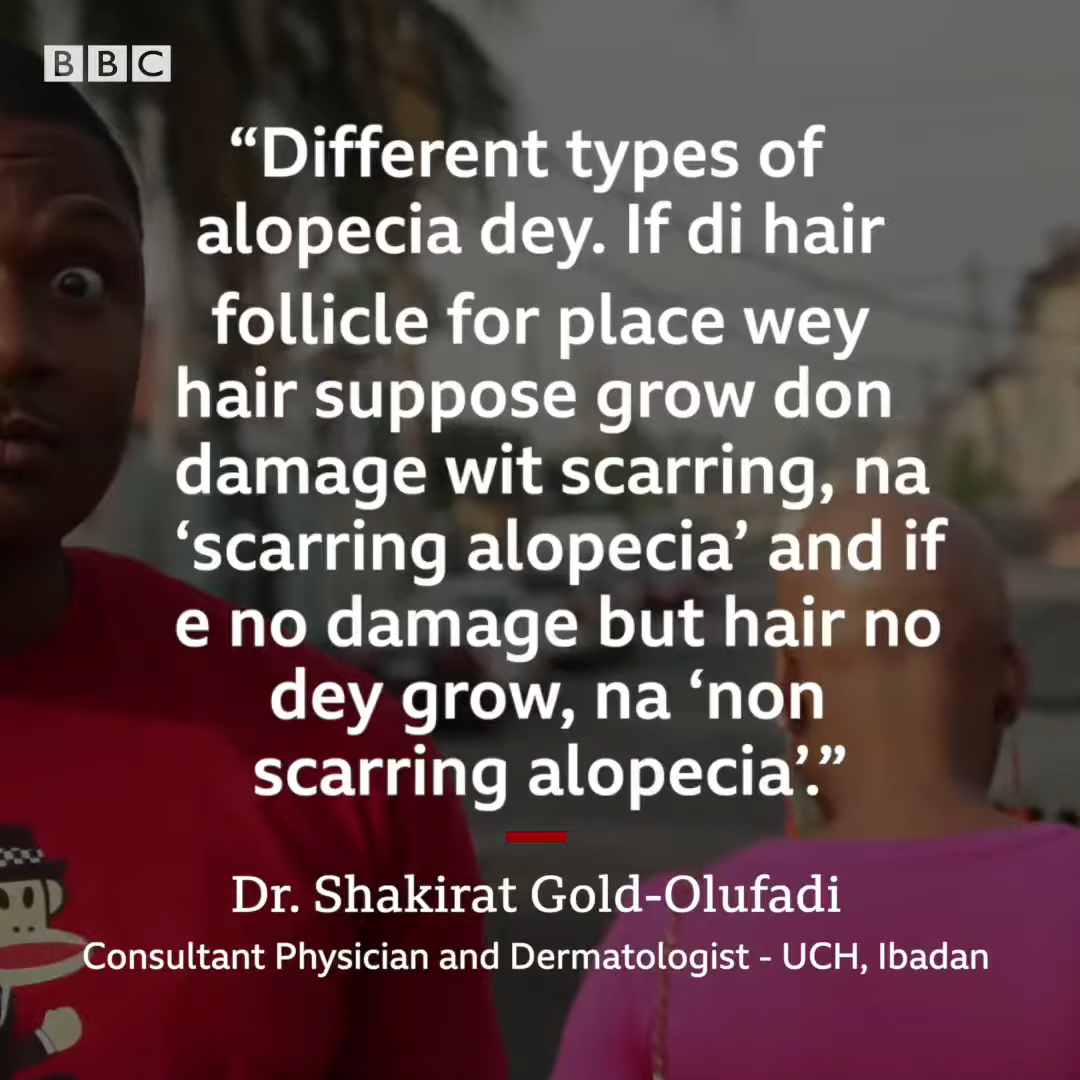 BBC
“Different types of
alopecia dey. If di hair
follicle for place wey
hair suppose grow don
damage wit scarring, na
‘scarring alopecia’ and if
e no damage but hair no
dey grow, na ‘non
scarring alopecia’.”
Dr. Shakirat Gold-Olufadi
Consultant Physician and Dermatologist - UCH, Ibadan